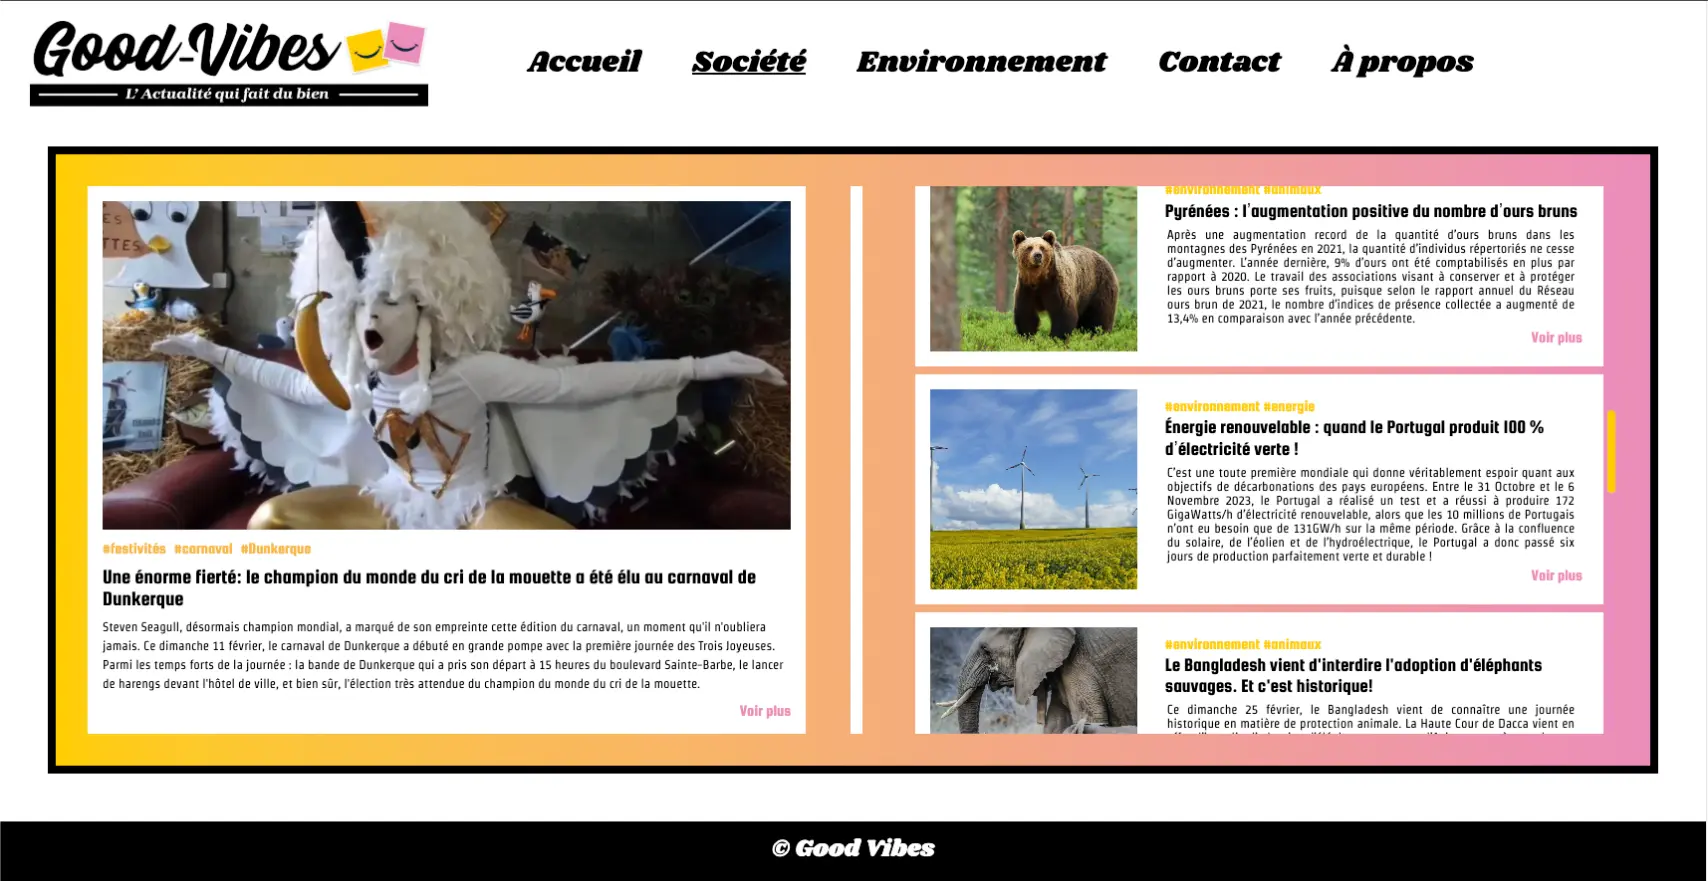 Good-Vibes
L'Actualité qui fait du bien
Accueil
Société
Environnement
Contact
À propos
#festivités #carnaval #Dunkerque
Une énorme fierté: le champion du monde du cri de la mouette a été élu au carnaval de
Dunkerque
Steven Seagull, désormais champion mondial, a marqué de son empreinte cette édition du carnaval, un moment qu'il n'oubliera
jamais. Ce dimanche 11 février, le carnaval de Dunkerque a débuté en grande pompe avec la première journée des Trois Joyeuses.
Parmi les temps forts de la journée : la bande de Dunkerque qui a pris son départ à 15 heures du boulevard Sainte-Barbe, le lancer
de harengs devant l'hôtel de ville, et bien sûr, l'élection très attendue du champion du monde du cri de la mouette.
Voir plus
#environnement #animaux
Pyrénées : l'augmentation positive du nombre d'ours bruns
Après une augmentation record de la quantité d'ours bruns dans les
montagnes des Pyrénées en 2021, la quantité d'individus répertoriés ne cesse
d'augmenter. L'année dernière, 9% d'ours ont été comptabilisés en plus par
rapport à 2020. Le travail des associations visant à conserver et à protéger
les ours bruns porte ses fruits, puisque selon le rapport annuel du Réseau
ours brun de 2021, le nombre d'indices de présence collectée a augmenté de
13,4% en comparaison avec l'année précédente.
Voir plus
#environnement #energie
Énergie renouvelable : quand le Portugal produit 100 %
d'électricité verte !
C'est une toute première mondiale qui donne véritablement espoir quant aux
objectifs de décarbonations des pays européens. Entre le 31 Octobre et le 6
Novembre 2023, le Portugal a réalisé un test et a réussi à produire 172
GigaWatts/h d'électricité renouvelable, alors que les 10 millions de Portugais
n'ont eu besoin que de 131GW/h sur la même période. Grâce à la confluence
du solaire, de l'éolien et de l'hydroélectrique, le Portugal a donc passé six
jours de production parfaitement verte et durable !
Voir plus
#environnement #animaux
Le Bangladesh vient d'interdire l'adoption d'éléphants
sauvages. Et c'est historique!
Ce dimanche 25 février, le Bangladesh vient de connaître une journée
historique en matière de protection animale. La Haute Cour de Dacca vient en
© Good Vibes